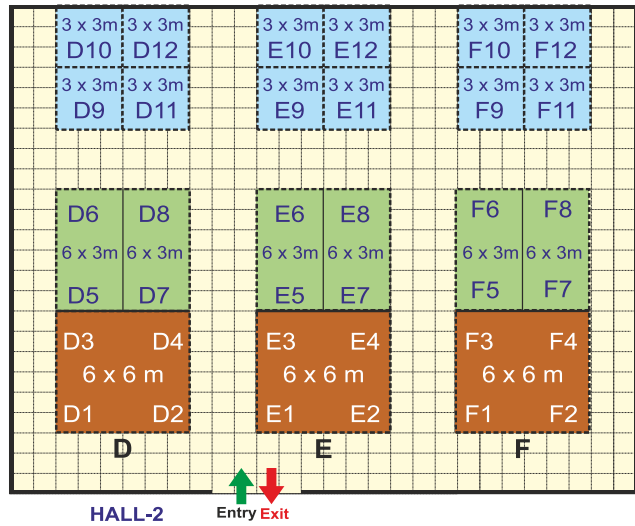 3 x 3m 3 x 3m 3 x 3m 3 x 3m 3 x 3m 3 x 3m
D10 D12 E10 E12 F10 F12
3 x 3m 3 x 3m 3 x 3m 3 x 3m 3 x 3m 3 x 3m
D9 D11 E9 E11 F9 F11
D6 D8 E6 E8 F6 F8
6 x 3m 6 x 3m 6 x 3m 6 x 3m 6 x 3m 6 x 3m
D5 D7 E5 E7 F5 F7
D3 D4 E3 E4 F3 F4
6 x 6 m 6 x 6 m 6 x 6 m
D1 D2 E1 E2 F1 F2
D E F
HALL-2 Entry Exit